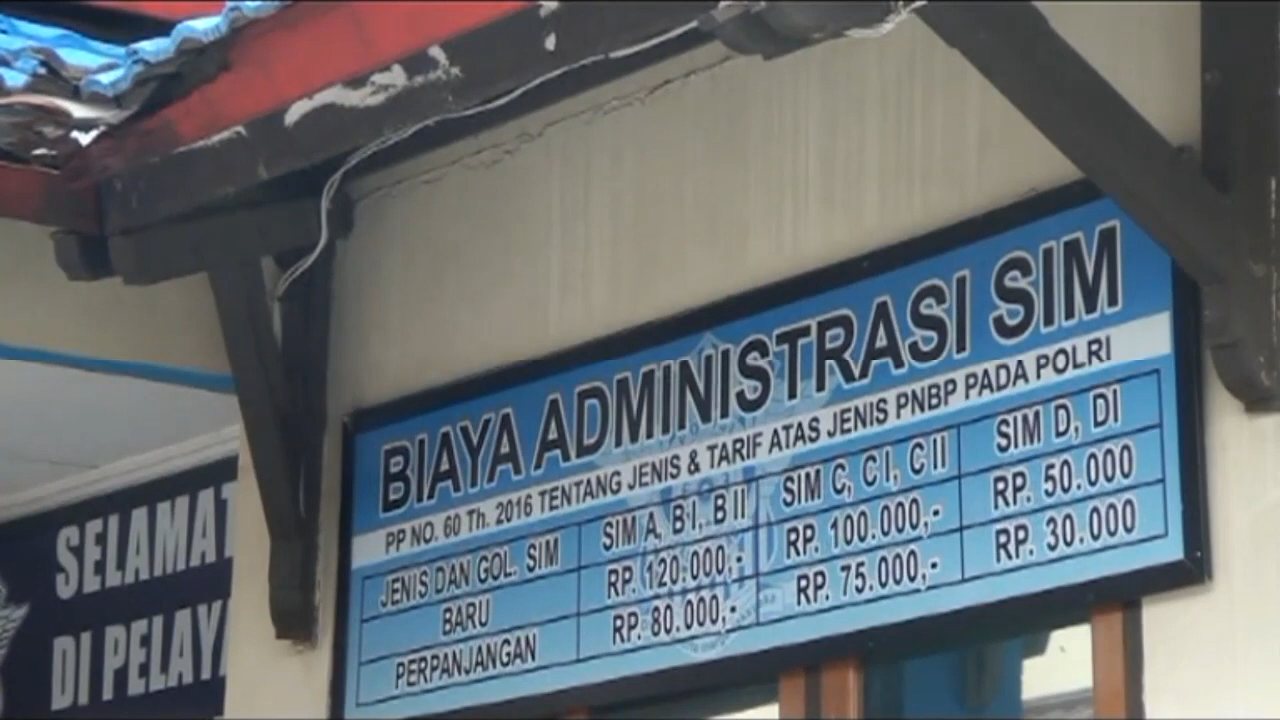 BIAYA ADMINISTRASI SIM
PP NO. 60 Th. 2016 TENTANG JENIS & TARIF ATAS JENIS PNBP PADA POLRI
JENIS DAN GOL. SIM SIM A, B I, B II SIM C, C I, C II SIM D, DI
BARU RP. 120.000,- RP. 100.000,- RP. 50.000
PERPANJANGAN RP. 80.000,- RP. 75.000,- RP. 30.000
SELAMAT
DI PELAYA